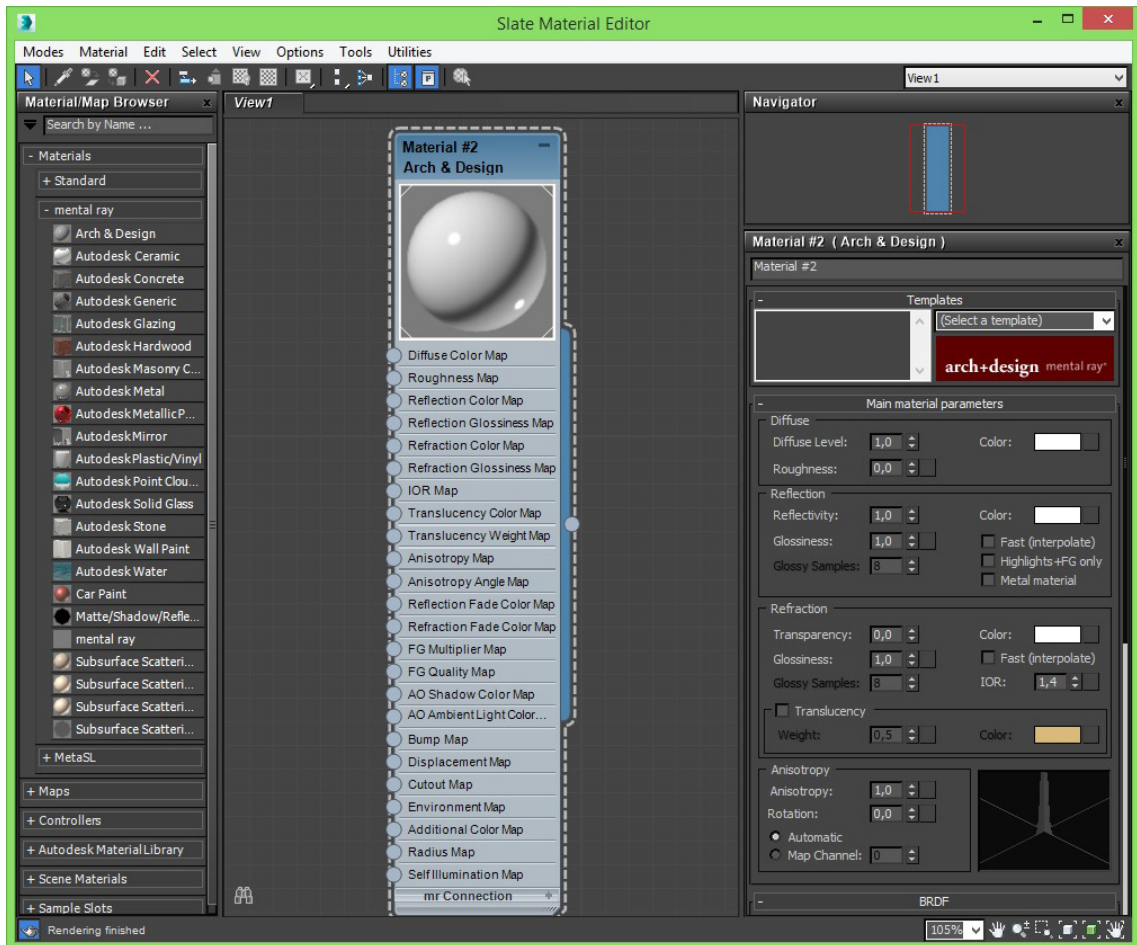 Slate Material Editor
Modes Material Edit Select View Options Tools Utilities
View1
Material/Map Browser
Search by Name ...
- Materials
+ Standard
- mental ray
Arch & Design
Autodesk Ceramic
Autodesk Concrete
Autodesk Generic
Autodesk Glazing
Autodesk Hardwood
Autodesk Masonry C...
Autodesk Metal
Autodesk Metallic P...
Autodesk Mirror
Autodesk Plastic/Vinyl
Autodesk Point Clou...
Autodesk Solid Glass
Autodesk Stone
Autodesk Wall Paint
Autodesk Water
Car Paint
Matte/Shadow/Refle...
mental ray
Subsurface Scatteri...
Subsurface Scatteri...
Subsurface Scatteri...
Subsurface Scatteri...
+ MetaSL
+ Maps
+ Controllers
+ Autodesk Material Library
+ Scene Materials
+ Sample Slots
View1
Material #2
Arch & Design
Diffuse Color Map
Roughness Map
Reflection Color Map
Reflection Glossiness Map
Refraction Color Map
Refraction Glossiness Map
IOR Map
Translucency Color Map
Translucency Weight Map
Anisotropy Map
Anisotropy Angle Map
Reflection Fade Color Map
Refraction Fade Color Map
FG Multiplier Map
FG Quality Map
AO Shadow Color Map
AO Ambient Light Color...
Bump Map
Displacement Map
Cutout Map
Environment Map
Additional Color Map
Radius Map
Self Illumination Map
mr Connection +
Navigator
Material #2 ( Arch & Design )
Material #2
- Templates
(Select a template)
arch+design mental ray®
- Main material parameters
Diffuse
Diffuse Level: 1,0 Color:
Roughness: 0,0
Reflection
Reflectivity: 1,0 Color:
Glossiness: 1,0 Fast (interpolate)
Highlights+FG only
Glossy Samples: 8
Metal material
Refraction
Transparency: 0,0 Color:
Glossiness: 1,0 Fast (interpolate)
Glossy Samples: 8 IOR: 1,4
Translucency
Weight: 0,5 Color:
Anisotropy
Anisotropy: 1,0
Rotation: 0,0
Automatic
Map Channel: 0
- BRDF
Rendering finished
105%